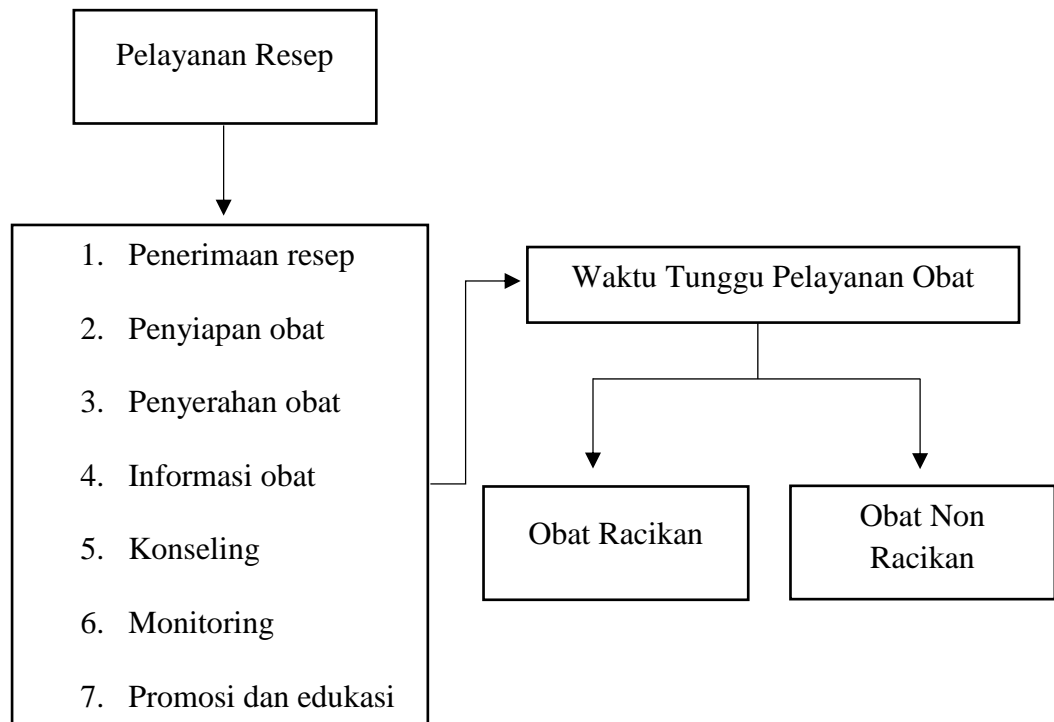 Pelayanan Resep
1. Penerimaan resep
2. Penyiapan obat
3. Penyerahan obat
4. Informasi obat
5. Konseling
6. Monitoring
7. Promosi dan edukasi
Waktu Tunggu Pelayanan Obat
Obat Racikan
Obat Non
Racikan